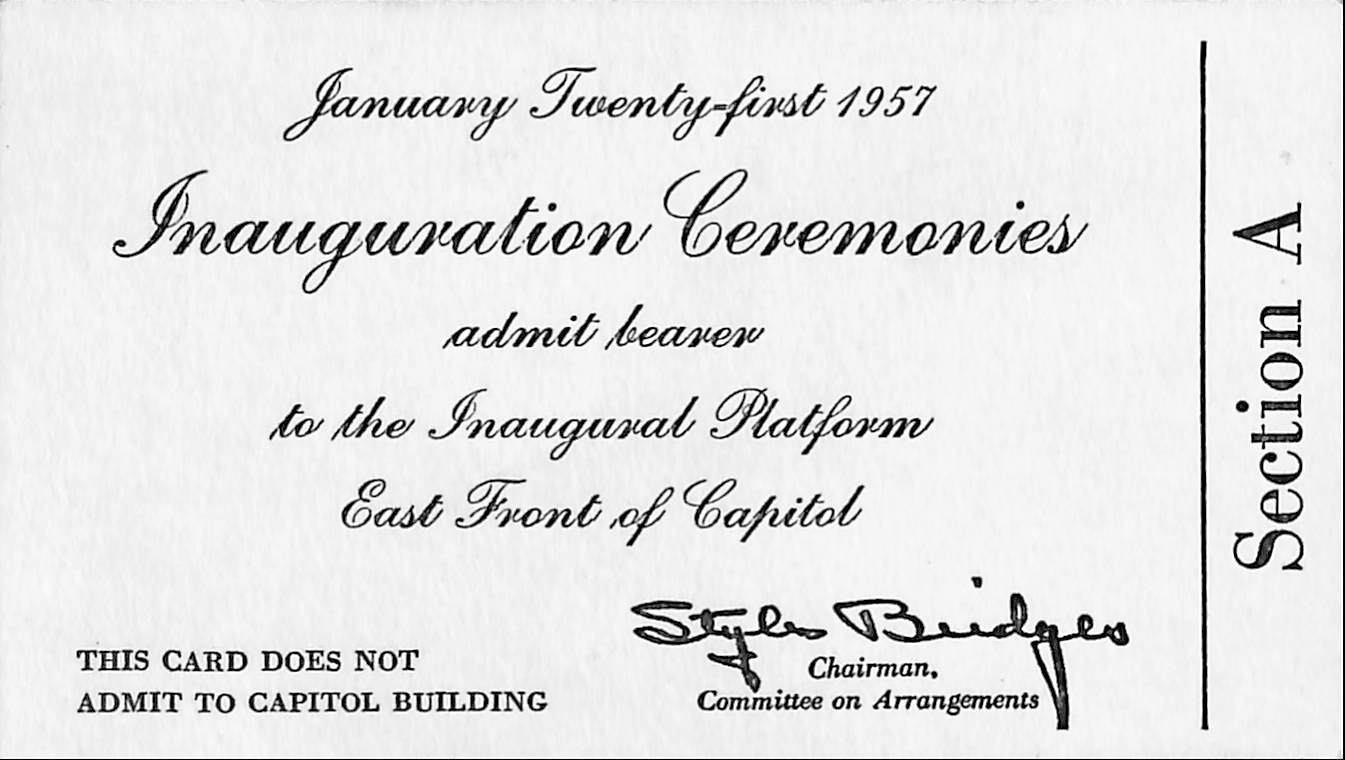 January Twenty-first 1957
Inauguration Ceremonies
admit bearer
to the Inaugural Platform
East Front of Capitol
Styles Bridges
Chairman,
Committee on Arrangements
THIS CARD DOES NOT
ADMIT TO CAPITOL BUILDING
Section A